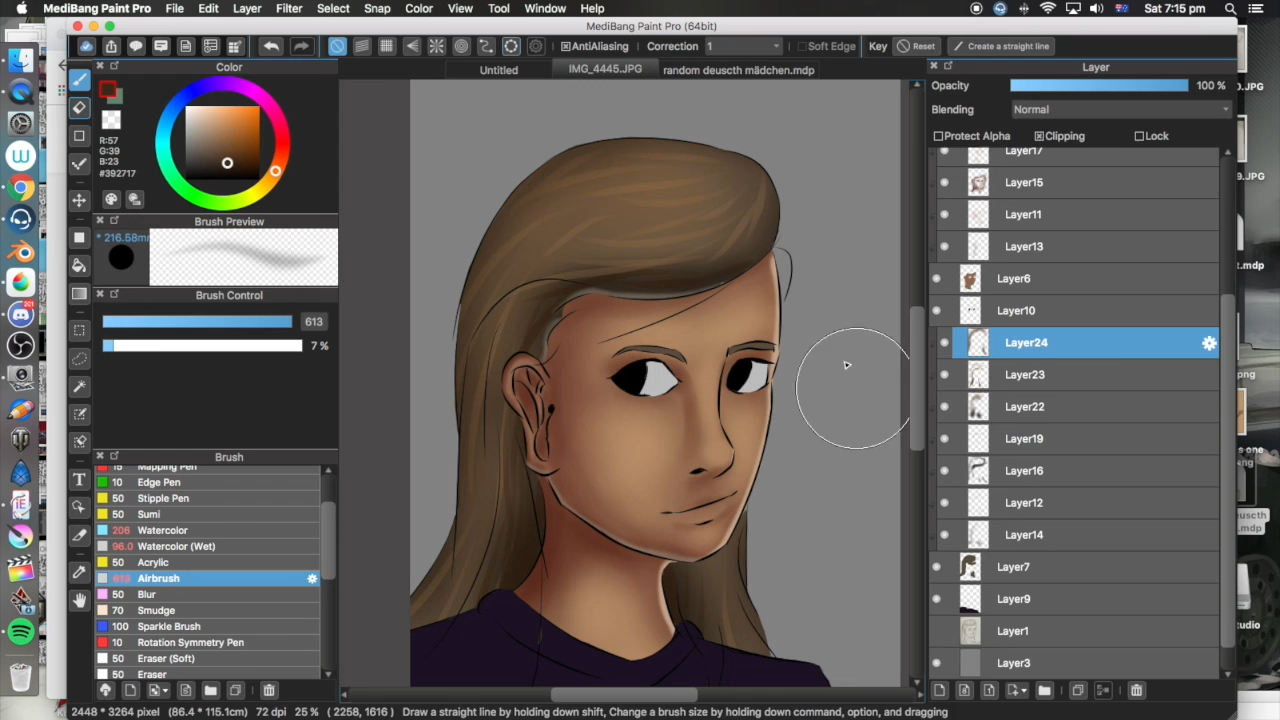 MediBang Paint Pro File Edit Layer Filter Select Snap Color View Tool Window Help Sat 7:15 pm
MediBang Paint Pro (64bit)
AntiAliasing Correction 1 Soft Edge Key Reset Create a straight line
Color
Untitled IMG_4445.JPG random deuscth mädchen.mdp
Layer
Opacity 100 %
Blending Normal
Protect Alpha Clipping Lock
R:57
G:39
B:23
#392717
Brush Preview
* 216.58m
Brush Control
613
7 %
Brush
15 Mapping Pen
10 Edge Pen
50 Stipple Pen
50 Sumi
206 Watercolor
96.0 Watercolor (Wet)
50 Acrylic
613 Airbrush
50 Blur
70 Smudge
100 Sparkle Brush
10 Rotation Symmetry Pen
50 Eraser (Soft)
50 Eraser
Layer17
Layer15
Layer11
Layer13
Layer6
Layer10
Layer24
Layer23
Layer22
Layer19
Layer16
Layer12
Layer14
Layer7
Layer9
Layer1
Layer3
2448 * 3264 pixel (86.4 * 115.1cm) 72 dpi 25 % ( 2258, 1616 ) Draw a straight line by holding down shift, Change a brush size by holding down command, option, and dragging